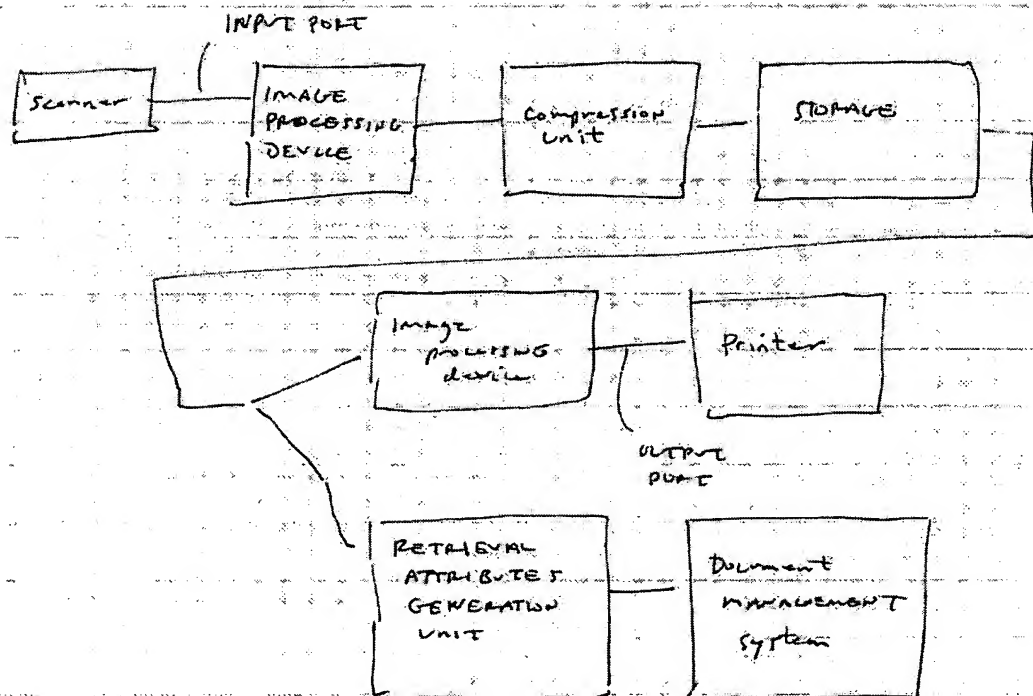 INPUT PORT
Scanner
IMAGE
PROCESSING
DEVICE
Compression
Unit
STORAGE
Image
processing
device
Printer
OUTPUT
PORT
RETRIEVAL
ATTRIBUTES
GENERATION
UNIT
Document
MANAGEMENT
System